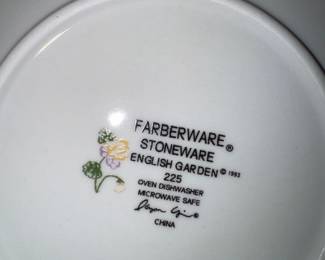 FARBERWARE®
STONEWARE
ENGLISH GARDEN © 1993
225
OVEN DISHWASHER
MICROWAVE SAFE
©
CHINA